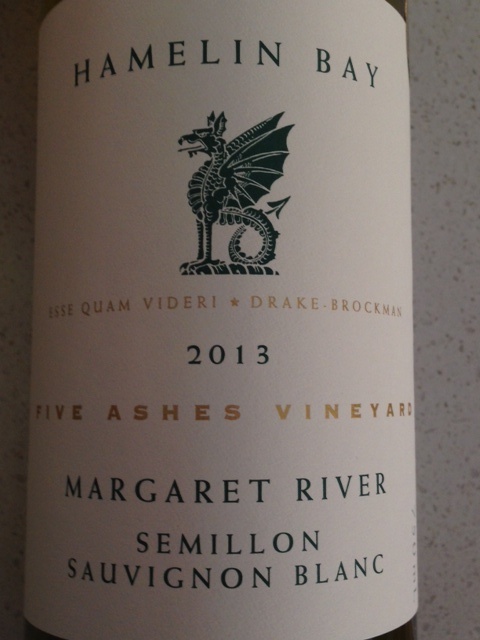 HAMELIN BAY
ESSE QUAM VIDERI ★ DRAKE-BROCKMAN
2013
FIVE ASHES VINEYARD
MARGARET RIVER
SEMILLON
SAUVIGNON BLANC